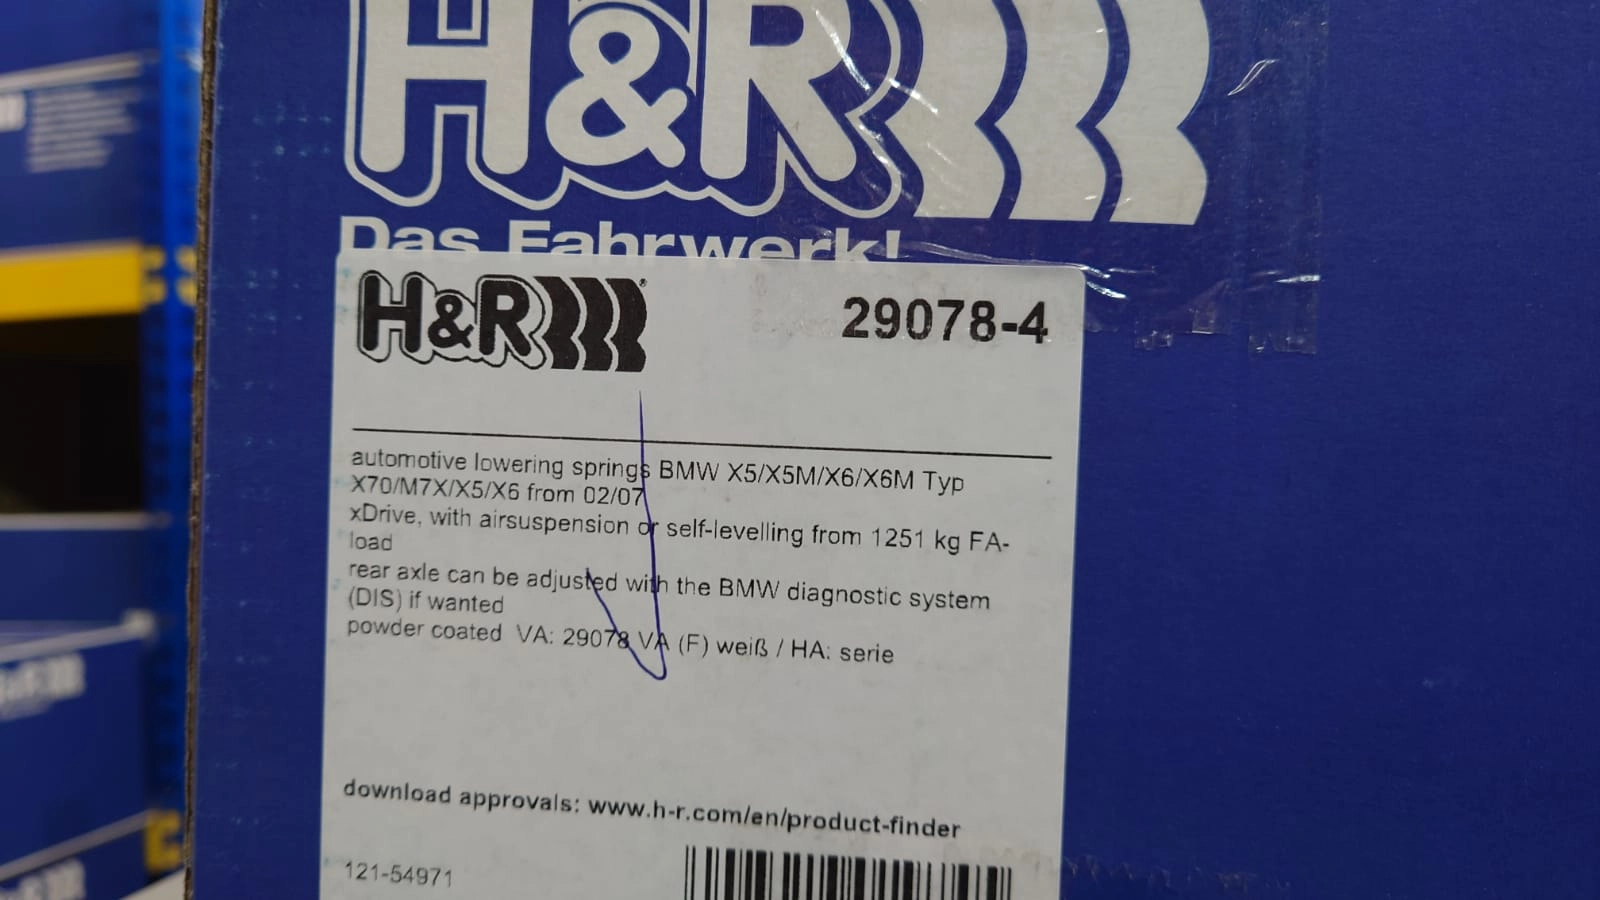 H&R
Das Fahrwerk!
H&R
29078-4
automotive lowering springs BMW X5/X5M/X6/X6M Typ
X70/M7X/X5/X6 from 02/07
xDrive, with airsuspension or self-levelling from 1251 kg FA-
load
rear axle can be adjusted with the BMW diagnostic system
(DIS) if wanted
powder coated VA: 29078 VA (F) weiß / HA: serie
download approvals: www.h-r.com/en/product-finder
121-54971